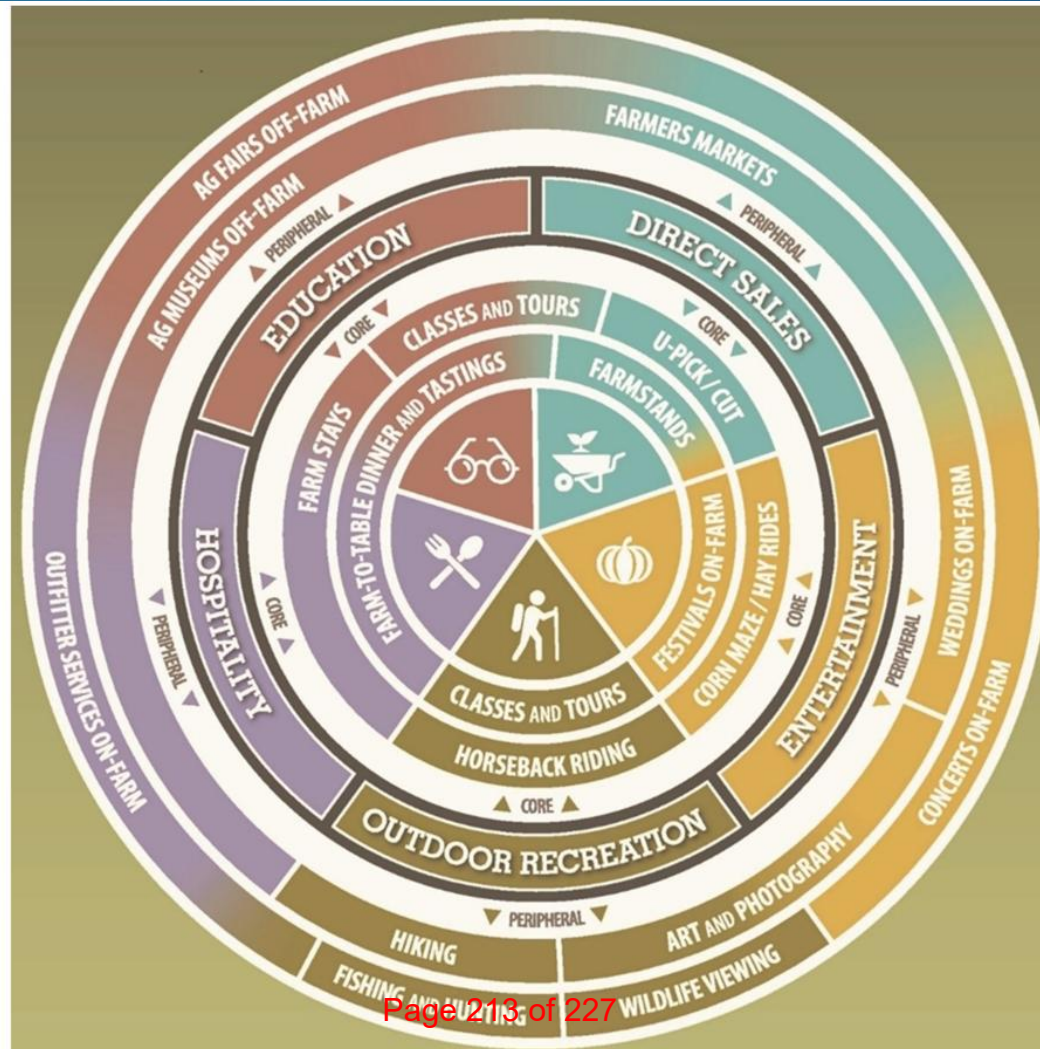 AG FAIRS OFF-FARM
AG MUSEUMS OFF-FARM
FARMERS MARKETS
PERIPHERAL
PERIPHERAL
EDUCATION
DIRECT SALES
CORE
CORE
CLASSES AND TOURS
U-PICK / CUT
FARM-TO-TABLE DINNER AND TASTINGS
FARMSTANDS
FARM STAYS
HOSPITALITY
ENTERTAINMENT
CORE
CORE
FESTIVALS ON-FARM
CORN MAZE / HAY RIDES
WEDDINGS ON-FARM
CONCERTS ON-FARM
OUTFITTER SERVICES ON-FARM
PERIPHERAL
PERIPHERAL
CLASSES AND TOURS
HORSEBACK RIDING
CORE
OUTDOOR RECREATION
PERIPHERAL
HIKING
ART AND PHOTOGRAPHY
FISHING AND HUNTING
WILDLIFE VIEWING
Page 213 of 227